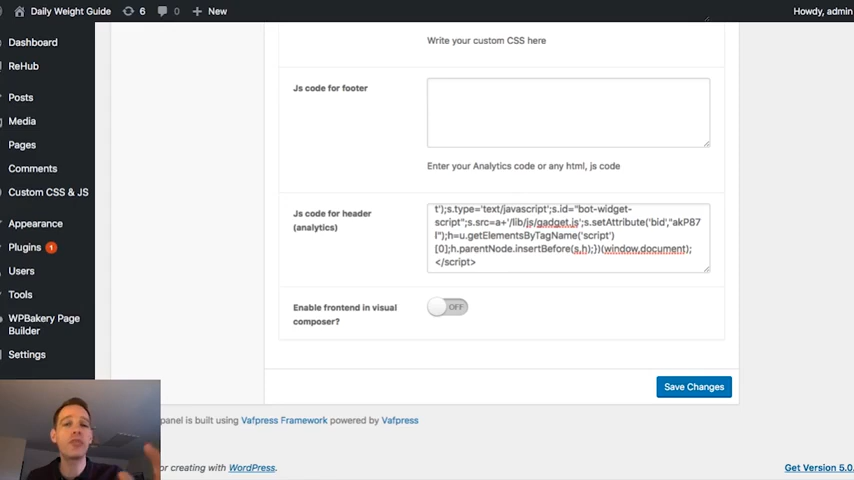 Daily Weight Guide 6 0 New Howdy, admin
Dashboard
ReHub
Posts
Media
Pages
Comments
Custom CSS & JS
Appearance
Plugins 1
Users
Tools
WPBakery Page
Builder
Settings
Write your custom CSS here
Js code for footer
Enter your Analytics code or any html, js code
Js code for header
(analytics)
t');s.type='text/javascript';s.id="bot-widget-
script";s.src=a+'/lib/js/gadget.js';s.setAttribute('bid',"akP87
I");h=u.getElementsByTagName('script')
[0];h.parentNode.insertBefore(s,h);})(window,document);
</script>
Enable frontend in visual
composer?
OFF
Save Changes
panel is built using Vafpress Framework powered by Vafpress
for creating with WordPress.
Get Version 5.0.